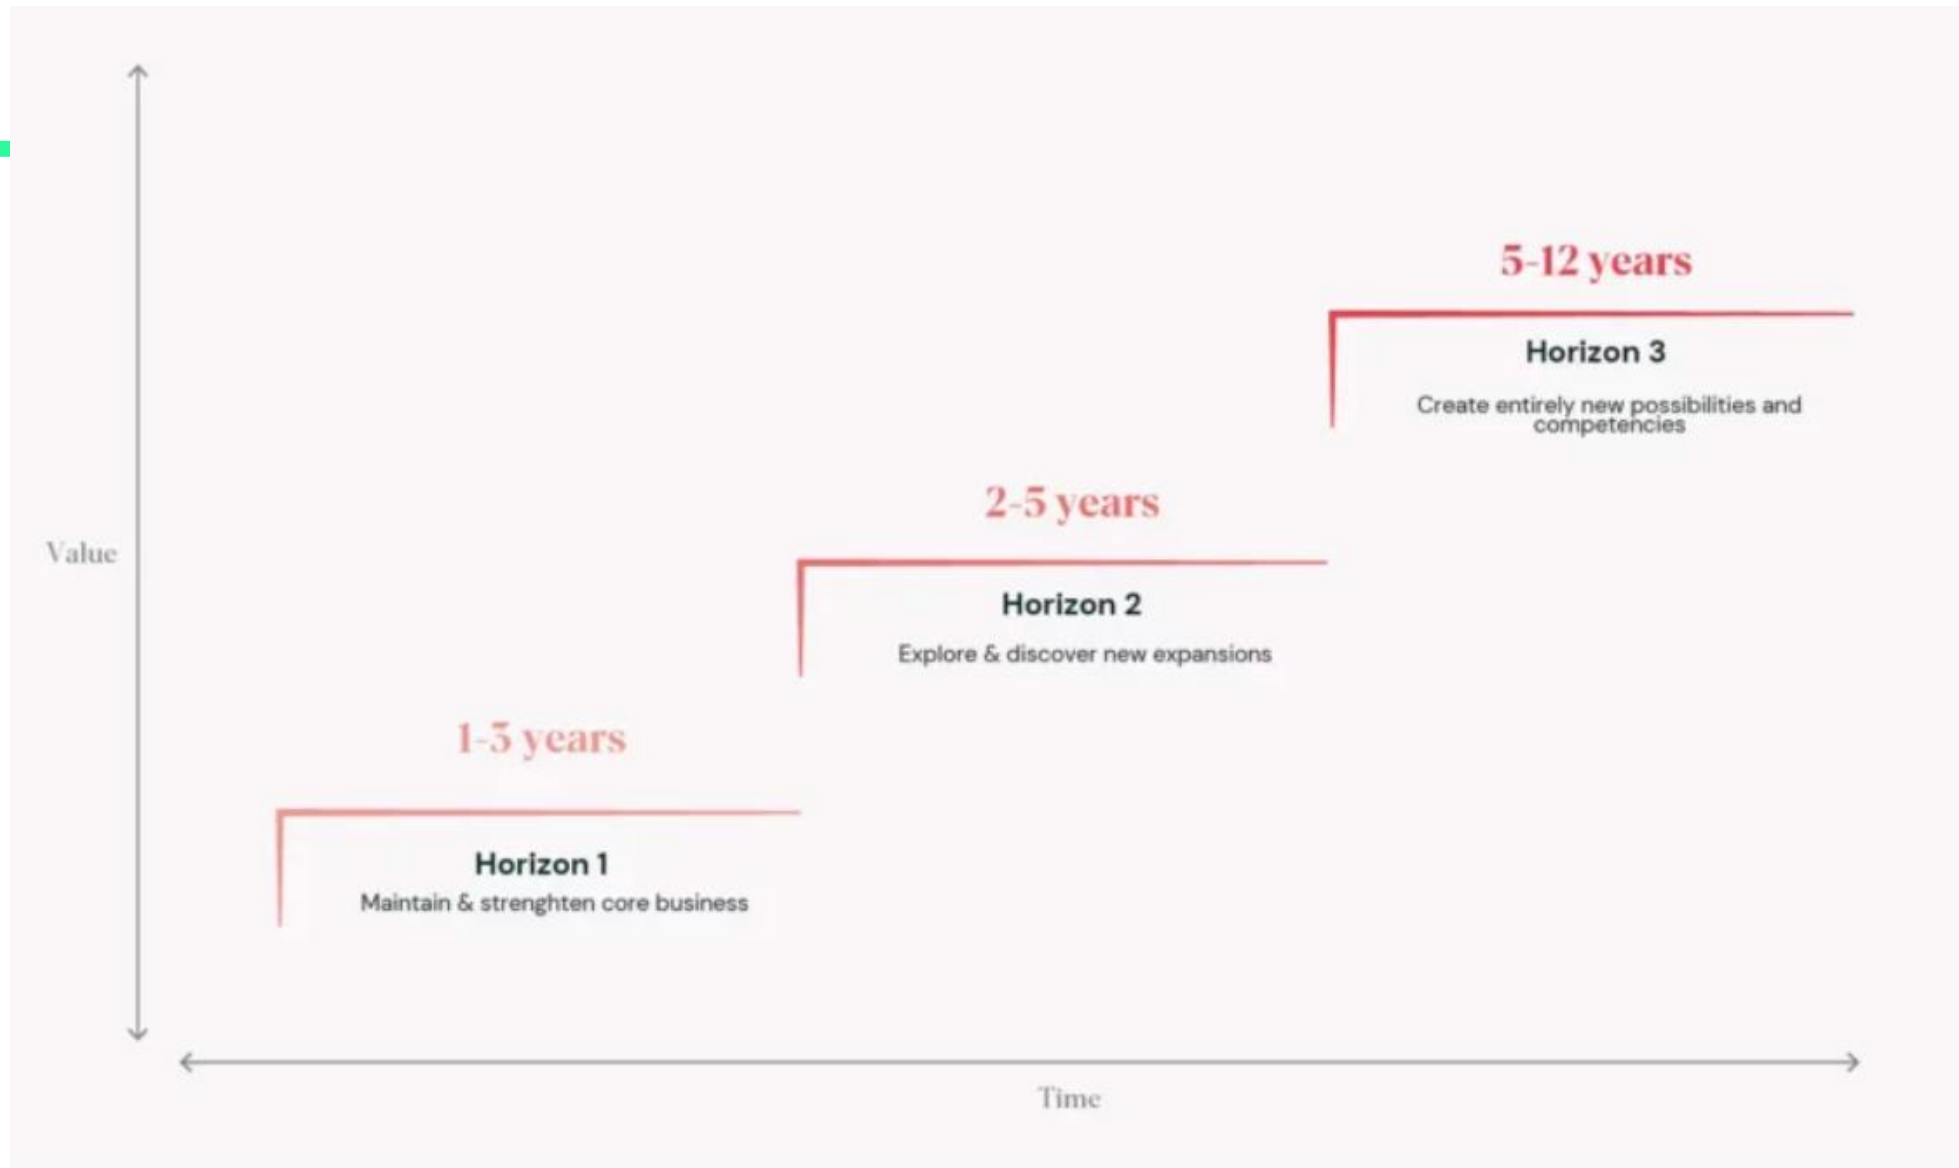 5-12 years
Horizon 3
Create entirely new possibilities and
competencies
2-5 years
Horizon 2
Explore & discover new expansions
Value
1-3 years
Horizon 1
Maintain & strenghten core business
Time